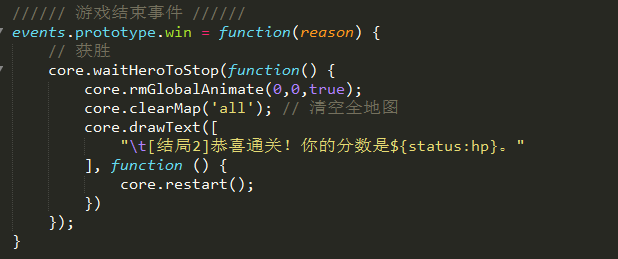 ////// 游戏结束事件 //////
events.prototype.win = function(reason) {
    // 获胜
    core.waitHeroToStop(function() {
        core.rmGlobalAnimate(0,0,true);
        core.clearMap('all'); // 清空全地图
        core.drawText([
            "\t[结局2]恭喜通关！你的分数是${status:hp}。"
        ], function () {
            core.restart();
        })
    });
}